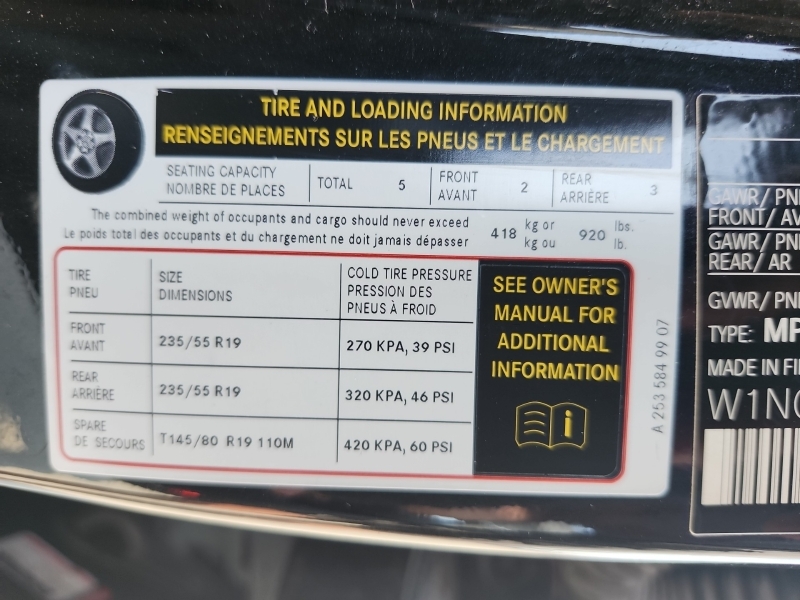 TIRE AND LOADING INFORMATION
RENSEIGNEMENTS SUR LES PNEUS ET LE CHARGEMENT
SEATING CAPACITY
NOMBRE DE PLACES
TOTAL 5
FRONT
AVANT 2
REAR
ARRIÈRE 3
The combined weight of occupants and cargo should never exceed
Le poids total des occupants et du chargement ne doit jamais dépasser
418 kg or
kg ou
920 lbs.
lb.
TIRE
PNEU
SIZE
DIMENSIONS
COLD TIRE PRESSURE
PRESSION DES
PNEUS À FROID
FRONT
AVANT
235/55 R19
270 KPA, 39 PSI
REAR
ARRIÈRE
235/55 R19
320 KPA, 46 PSI
SPARE
DE SECOURS
T145/80 R19 110M
420 KPA, 60 PSI
SEE OWNER'S
MANUAL FOR
ADDITIONAL
INFORMATION
A 253 584 99 07
GAWR/
FRONT/
GAWR/
REAR/ AR
GVWR/
TYPE:
MADE IN
W1N